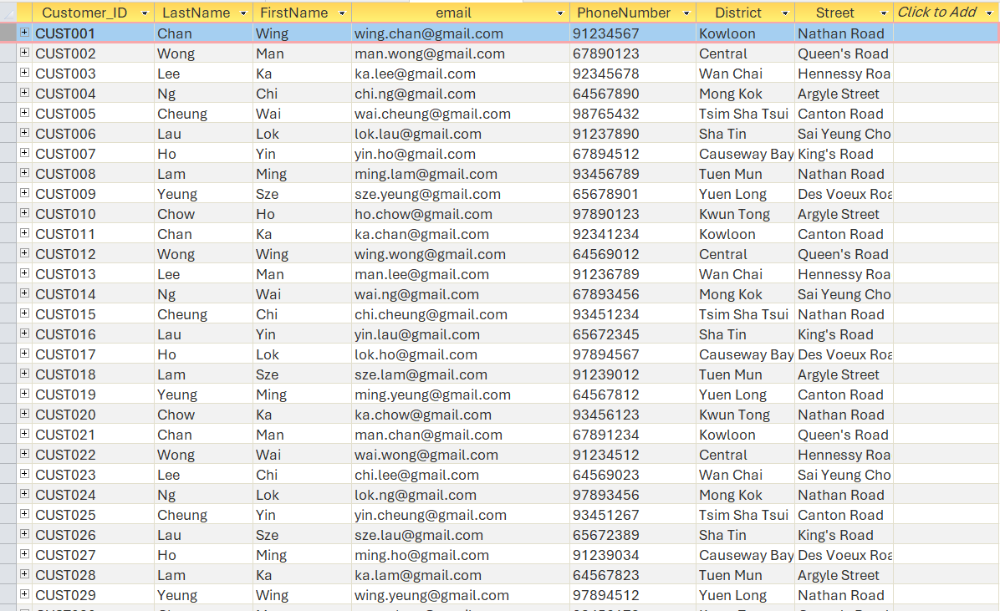 Customer_ID LastName FirstName email PhoneNumber District Street Click to Add
CUST001 Chan Wing wing.chan@gmail.com 91234567 Kowloon Nathan Road
CUST002 Wong Man man.wong@gmail.com 67890123 Central Queen's Road
CUST003 Lee Ka ka.lee@gmail.com 92345678 Wan Chai Hennessy Roa
CUST004 Ng Chi chi.ng@gmail.com 64567890 Mong Kok Argyle Street
CUST005 Cheung Wai wai.cheung@gmail.com 98765432 Tsim Sha Tsui Canton Road
CUST006 Lau Lok lok.lau@gmail.com 91237890 Sha Tin Sai Yeung Cho
CUST007 Ho Yin yin.ho@gmail.com 67894512 Causeway Bay King's Road
CUST008 Lam Ming ming.lam@gmail.com 93456789 Tuen Mun Nathan Road
CUST009 Yeung Sze sze.yeung@gmail.com 65678901 Yuen Long Des Voeux Roa
CUST010 Chow Ho ho.chow@gmail.com 97890123 Kwun Tong Argyle Street
CUST011 Chan Ka ka.chan@gmail.com 92341234 Kowloon Canton Road
CUST012 Wong Wing wing.wong@gmail.com 64569012 Central Queen's Road
CUST013 Lee Man man.lee@gmail.com 91236789 Wan Chai Hennessy Roa
CUST014 Ng Wai wai.ng@gmail.com 67893456 Mong Kok Sai Yeung Cho
CUST015 Cheung Chi chi.cheung@gmail.com 93451234 Tsim Sha Tsui Nathan Road
CUST016 Lau Yin yin.lau@gmail.com 65672345 Sha Tin King's Road
CUST017 Ho Lok lok.ho@gmail.com 97894567 Causeway Bay Des Voeux Roa
CUST018 Lam Sze sze.lam@gmail.com 91239012 Tuen Mun Argyle Street
CUST019 Yeung Ming ming.yeung@gmail.com 64567812 Yuen Long Canton Road
CUST020 Chow Ka ka.chow@gmail.com 93456123 Kwun Tong Nathan Road
CUST021 Chan Man man.chan@gmail.com 67891234 Kowloon Queen's Road
CUST022 Wong Wai wai.wong@gmail.com 91234512 Central Hennessy Roa
CUST023 Lee Chi chi.lee@gmail.com 64569023 Wan Chai Sai Yeung Cho
CUST024 Ng Lok lok.ng@gmail.com 97893456 Mong Kok Nathan Road
CUST025 Cheung Yin yin.cheung@gmail.com 93451267 Tsim Sha Tsui Canton Road
CUST026 Lau Sze sze.lau@gmail.com 65672389 Sha Tin King's Road
CUST027 Ho Ming ming.ho@gmail.com 91239034 Causeway Bay Des Voeux Roa
CUST028 Lam Ka ka.lam@gmail.com 64567823 Tuen Mun Argyle Street
CUST029 Yeung Wing wing.yeung@gmail.com 97894512 Yuen Long Nathan Road